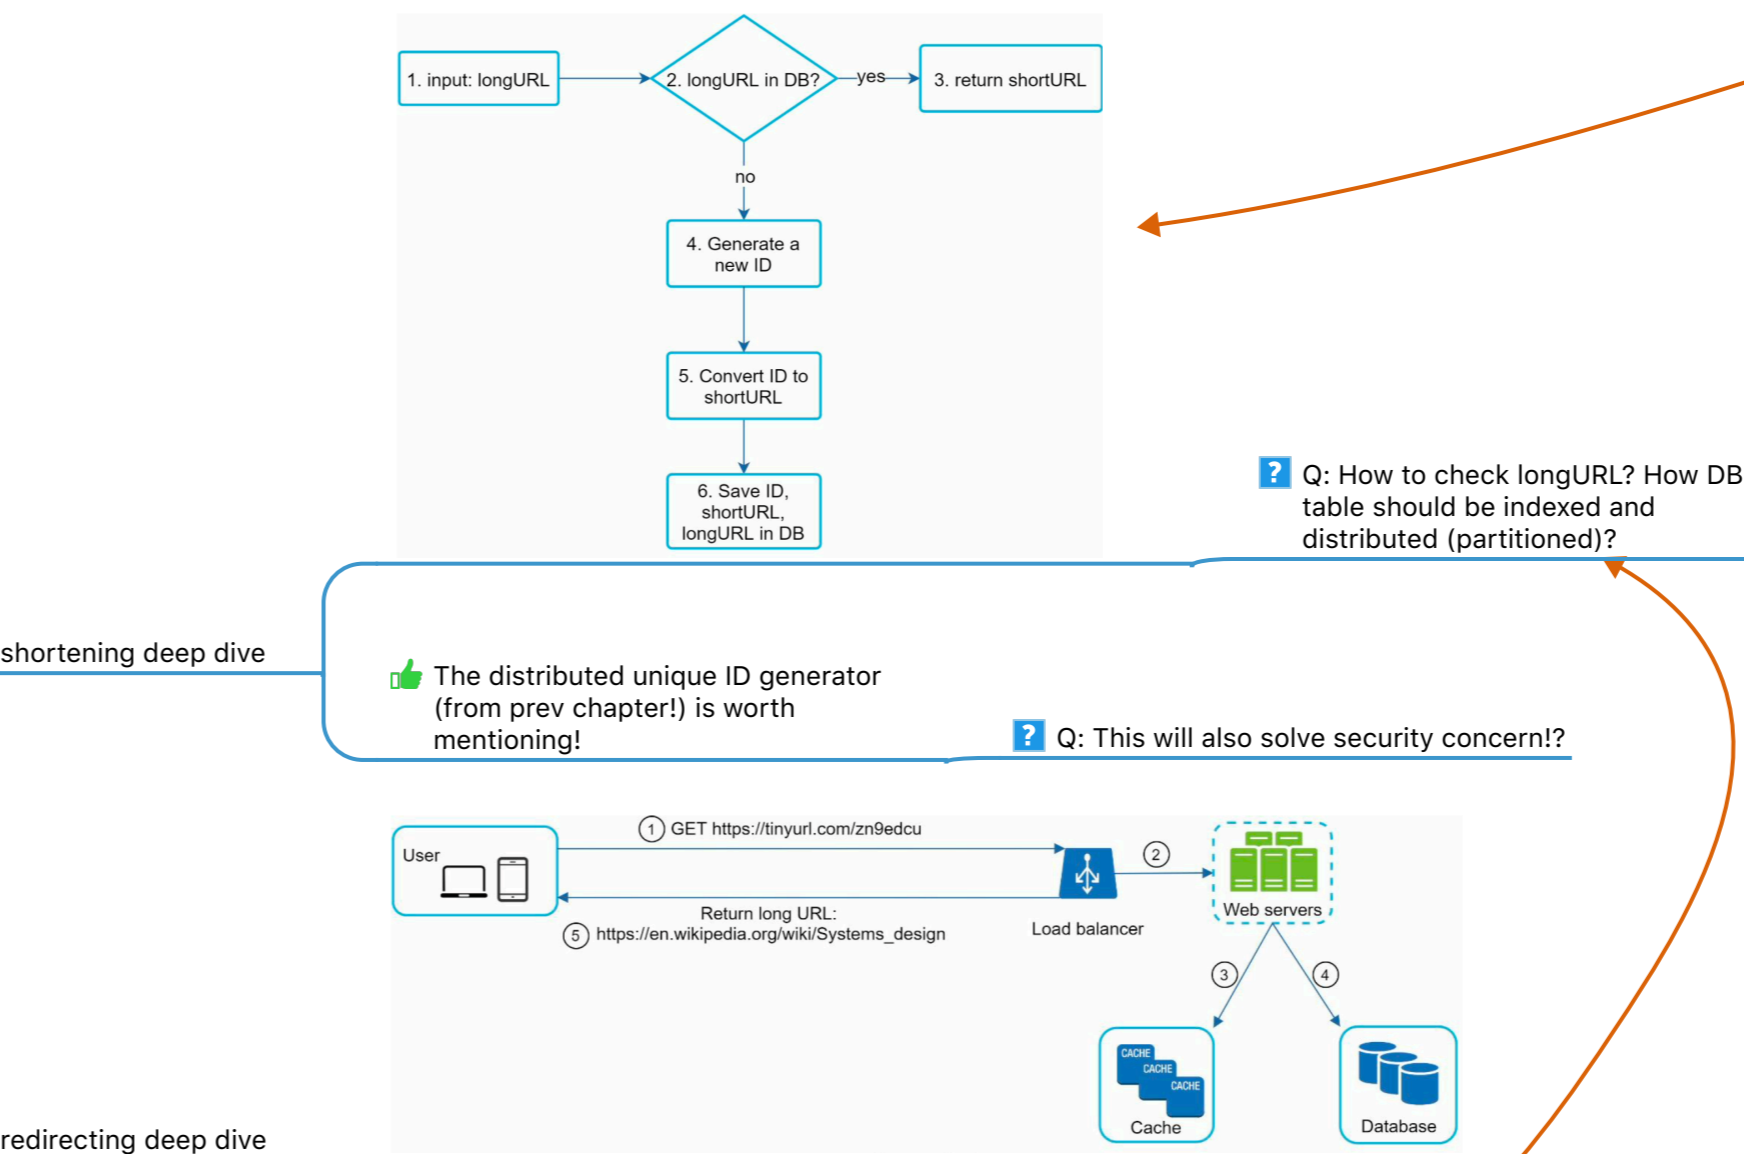 1. input: longURL
2. longURL in DB?
yes
3. return shortURL
no
4. Generate a
new ID
5. Convert ID to
shortURL
6. Save ID,
shortURL,
longURL in DB
? Q: How to check longURL? How DB
table should be indexed and
distributed (partitioned)?
shortening deep dive
The distributed unique ID generator
(from prev chapter!) is worth
mentioning!
? Q: This will also solve security concern!?
User
1 GET https://tinyurl.com/zn9edcu
2
Return long URL:
5 https://en.wikipedia.org/wiki/Systems_design
Load balancer
Web servers
3
4
CACHE
CACHE
CACHE
Cache
Database
redirecting deep dive